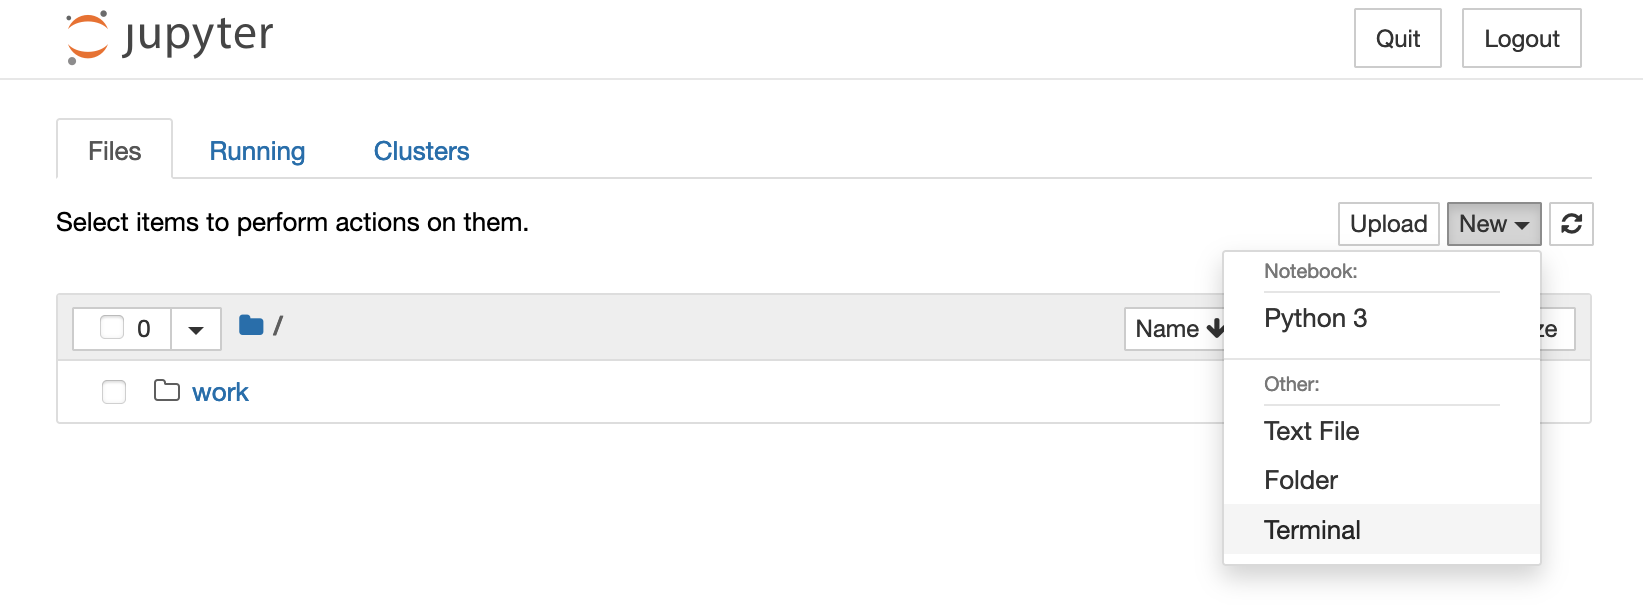 jupyter
Quit
Logout
Files
Running
Clusters
Select items to perform actions on them.
Upload
New
0
/
Name
ze
work
Notebook:
Python 3
Other:
Text File
Folder
Terminal